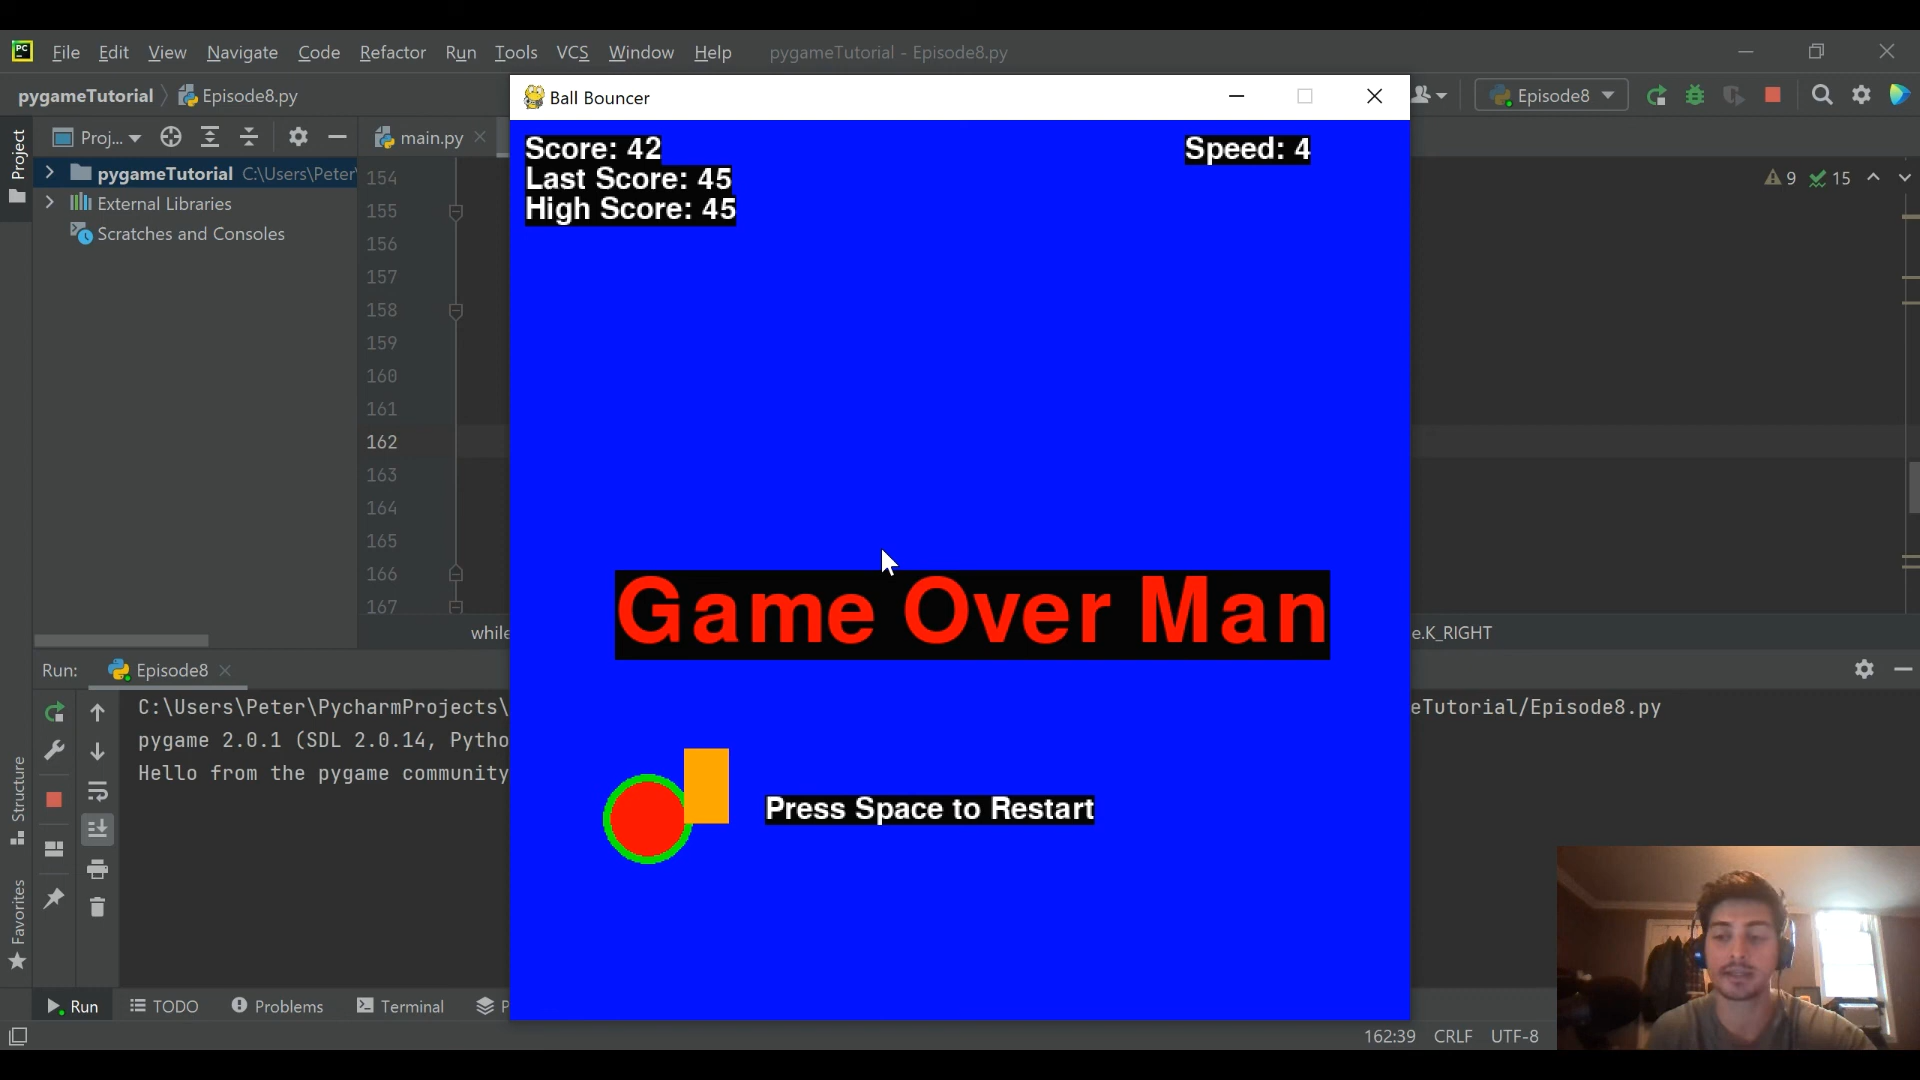 PC File Edit View Navigate Code Refactor Run Tools VCS Window Help pygameTutorial - Episode8.py
pygameTutorial Episode8.py
Episode8
Ball Bouncer
Project
Proj...
main.py
pygameTutorial C:\Users\Peter\
External Libraries
Scratches and Consoles
154
155
156
157
158
159
160
161
162
163
164
165
166
167
9 15
Score: 42
Last Score: 45
High Score: 45
Speed: 4
Game Over Man
Press Space to Restart
while
e.K_RIGHT
Run: Episode8
C:\Users\Peter\PycharmProjects\
eTutorial/Episode8.py
pygame 2.0.1 (SDL 2.0.14, Pytho
Hello from the pygame community
Structure
Favorites
Run TODO Problems Terminal P
162:39 CRLF UTF-8